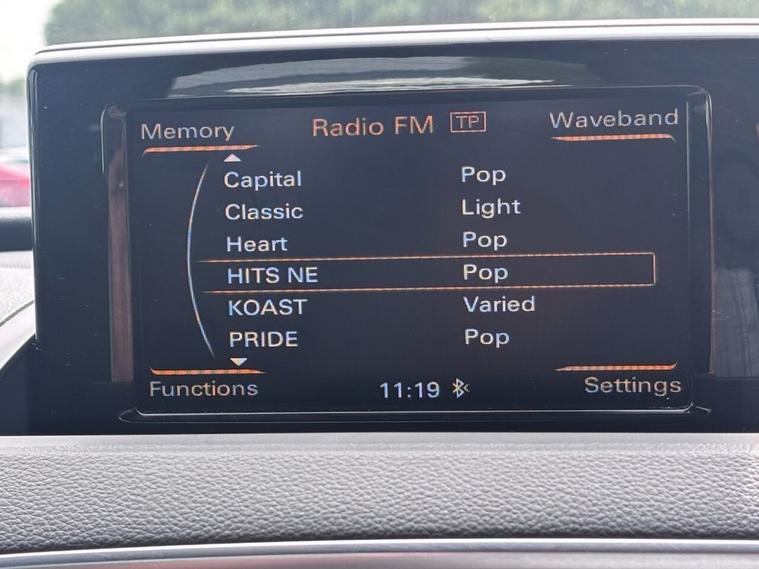 Memory Radio FM TP Waveband
Capital Pop
Classic Light
Heart Pop
HITS NE Pop
KOAST Varied
PRIDE Pop
Functions 11:19 Settings